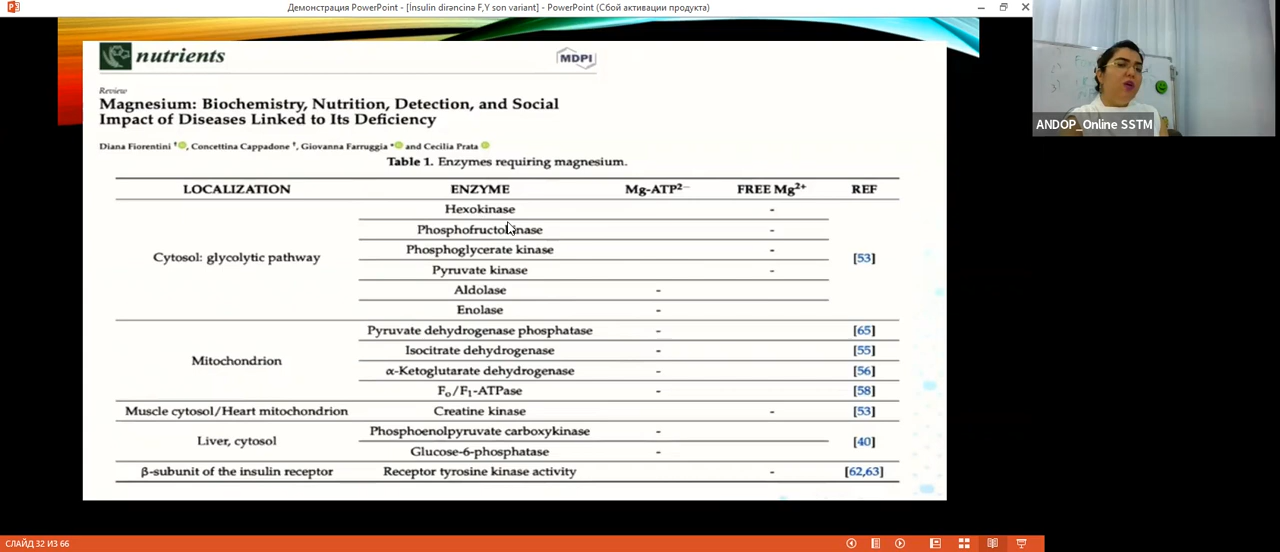 Демонстрация PowerPoint - [İnsulin dirəncinə F,Y son variant] - PowerPoint (Сбой активации продукта)
nutrients
MDPI
Review
Magnesium: Biochemistry, Nutrition, Detection, and Social
Impact of Diseases Linked to Its Deficiency
Diana Fiorentini †, Concettina Cappadone †, Giovanna Farruggia * and Cecilia Prata
Table 1. Enzymes requiring magnesium.
LOCALIZATION ENZYME Mg-ATP²⁻ FREE Mg²⁺ REF
Hexokinase -
Phosphofructokinase -
Phosphoglycerate kinase -
Cytosol: glycolytic pathway [53]
Pyruvate kinase -
Aldolase -
Enolase -
Pyruvate dehydrogenase phosphatase - [65]
Isocitrate dehydrogenase - [55]
Mitochondrion
α-Ketoglutarate dehydrogenase - [56]
Fₒ/F₁-ATPase - [58]
Muscle cytosol/Heart mitochondrion Creatine kinase - [53]
Phosphoenolpyruvate carboxykinase -
Liver, cytosol [40]
Glucose-6-phosphatase -
β-subunit of the insulin receptor Receptor tyrosine kinase activity - [62,63]
ANDOP_Online SSTM
СЛАЙД 32 ИЗ 66